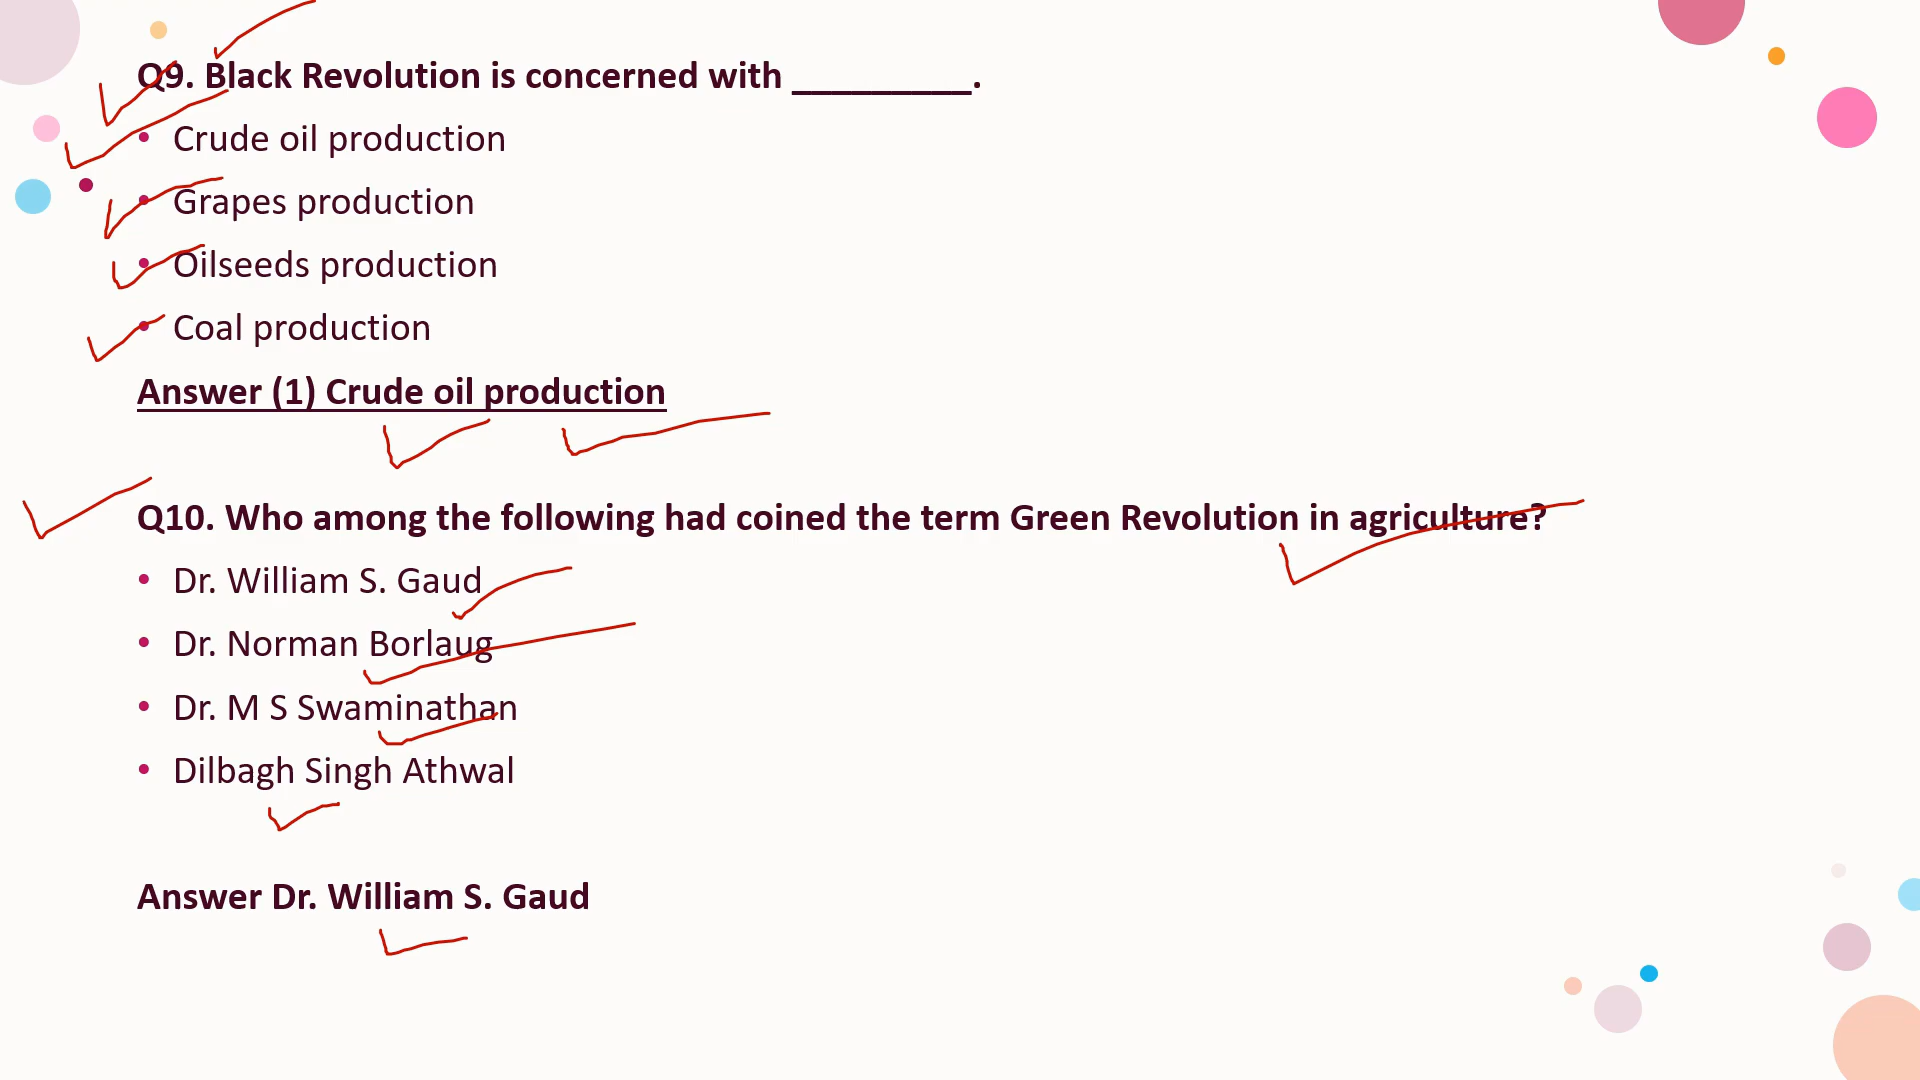 Q9. Black Revolution is concerned with _________.
• Crude oil production
• Grapes production
• Oilseeds production
• Coal production
Answer (1) Crude oil production
Q10. Who among the following had coined the term Green Revolution in agriculture?
• Dr. William S. Gaud
• Dr. Norman Borlaug
• Dr. M S Swaminathan
• Dilbagh Singh Athwal
Answer Dr. William S. Gaud